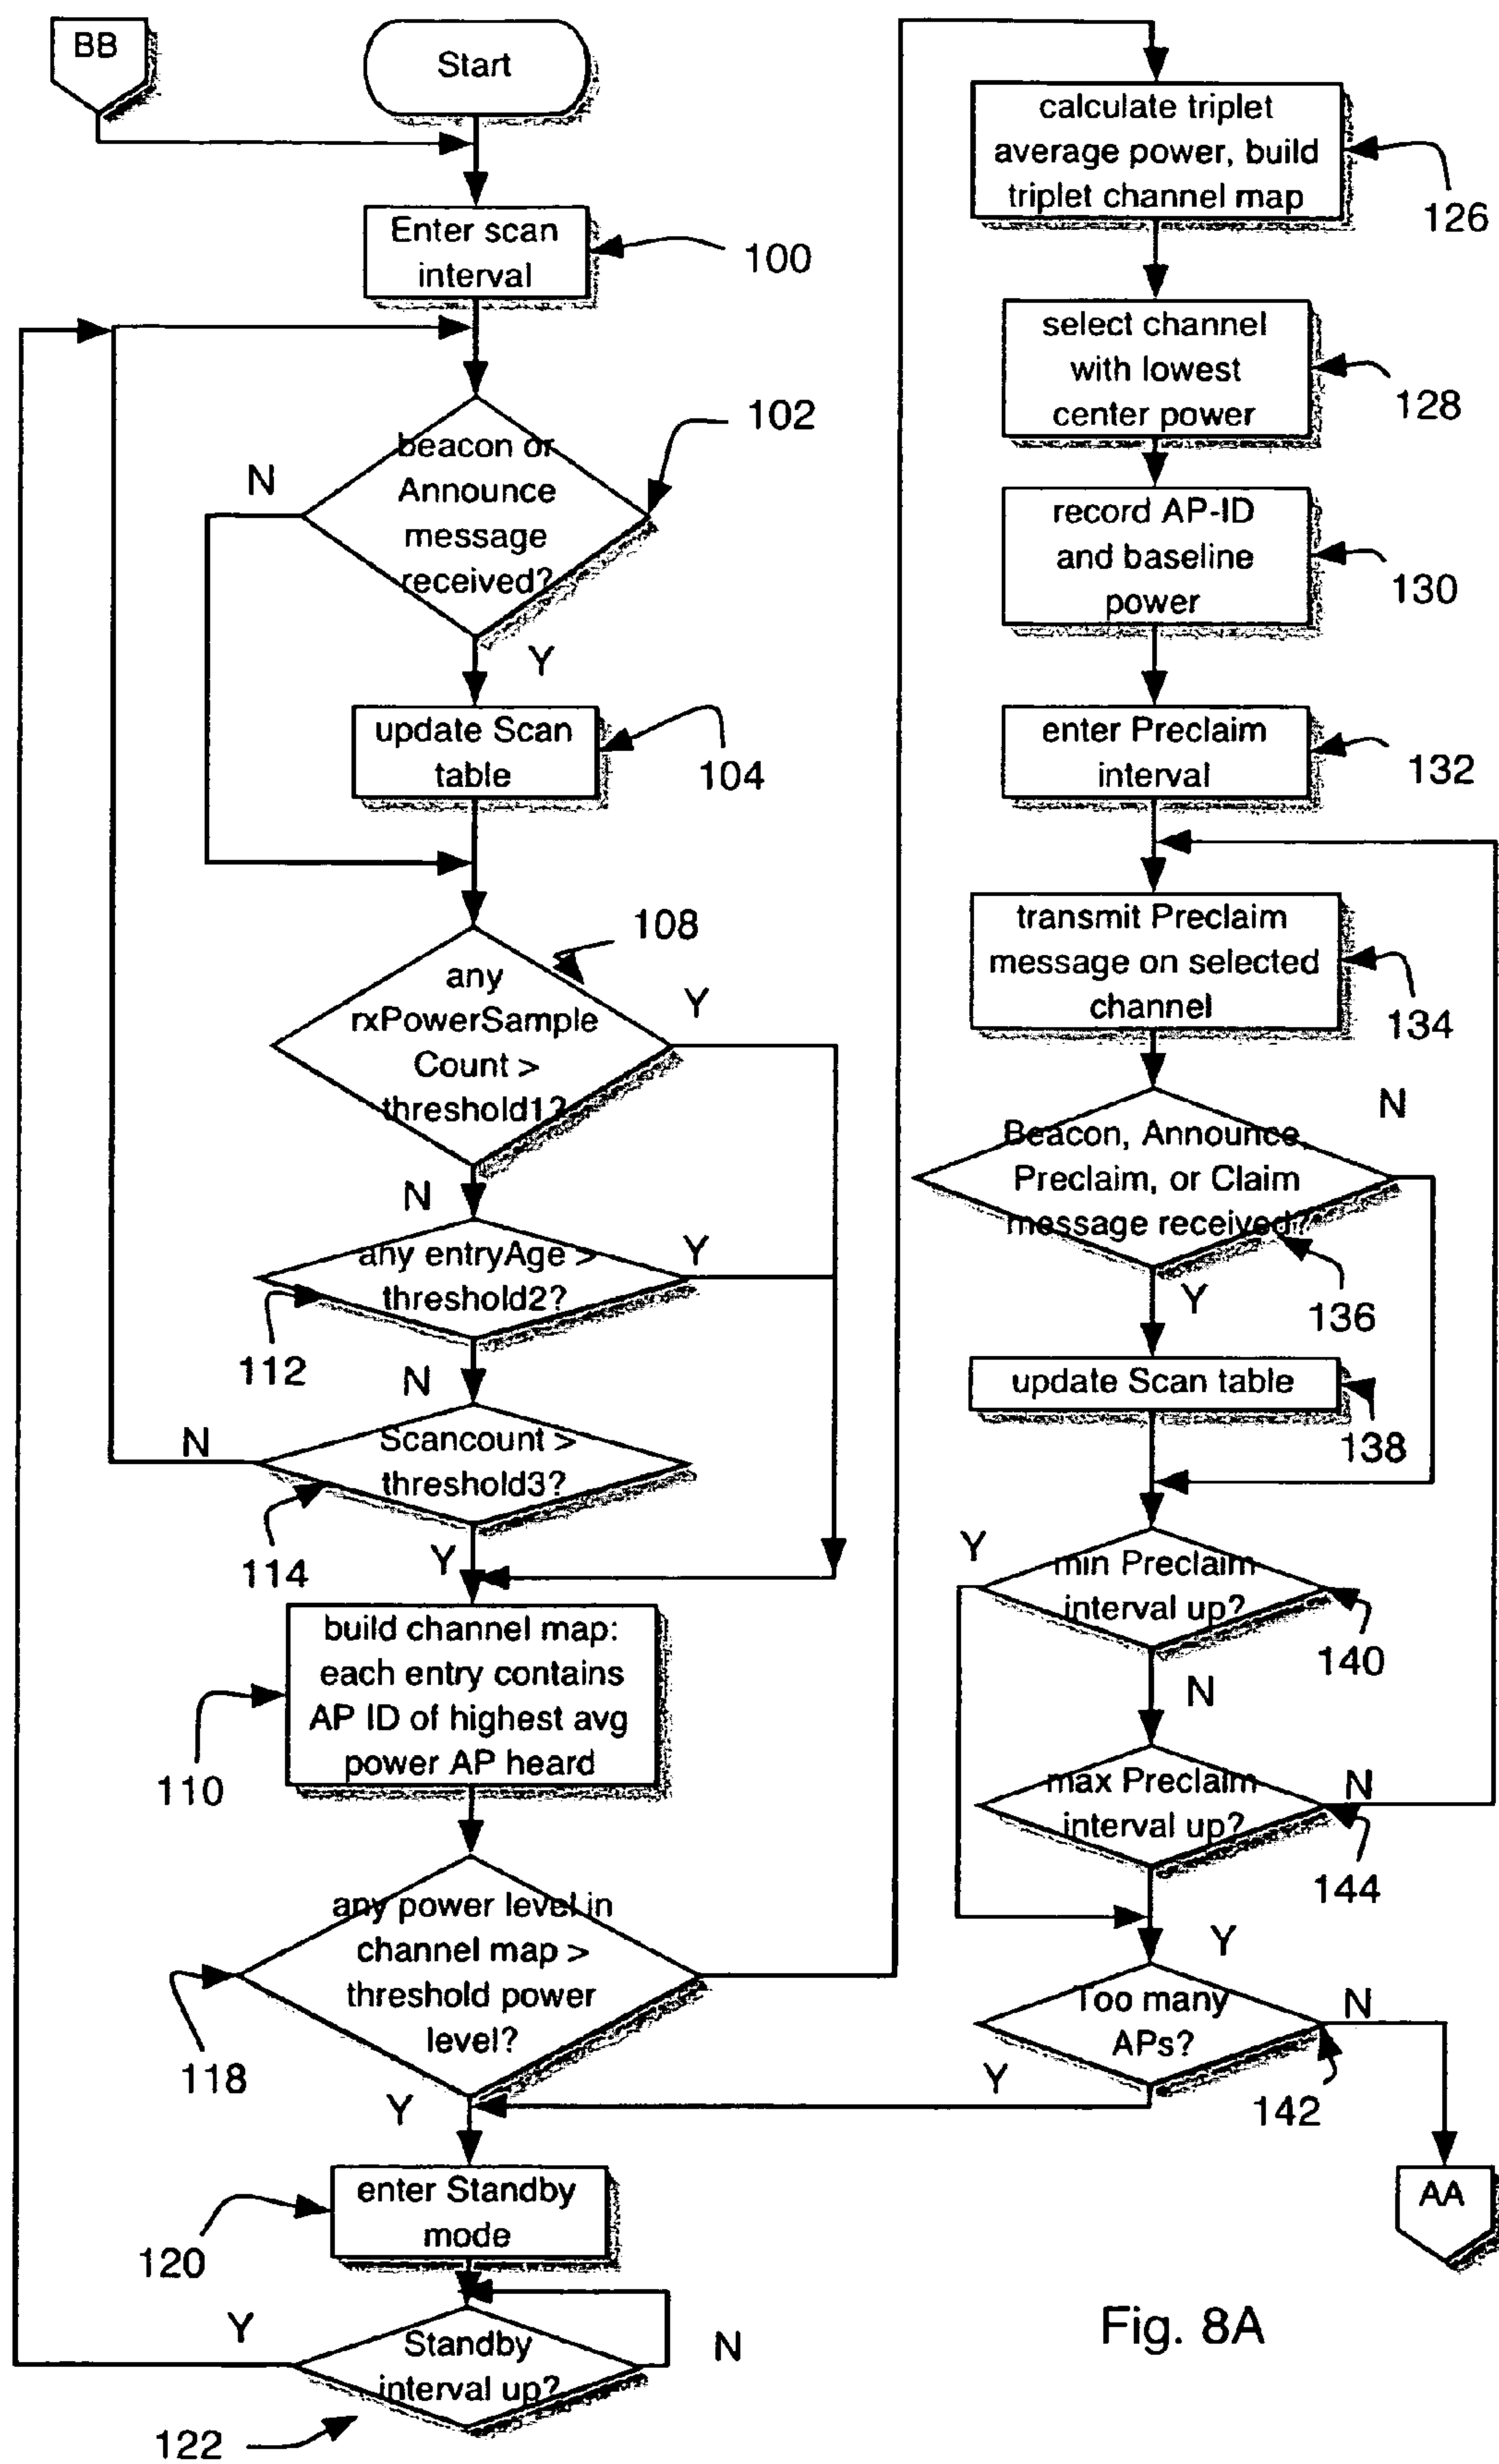 BB
Start
Enter scan
interval
100
beacon or
Announce
message
received?
102
N
Y
update Scan
table
104
any
rxPowerSample
Count >
threshold1?
108
Y
N
any entryAge >
threshold2?
Y
112
N
Scancount >
threshold3?
N
114
Y
build channel map:
each entry contains
AP ID of highest avg
power AP heard
110
any power level in
channel map >
threshold power
level?
118
Y
enter Standby
mode
120
Standby
interval up?
Y
N
122
calculate triplet
average power, build
triplet channel map
126
select channel
with lowest
center power
128
record AP-ID
and baseline
power
130
enter Preclaim
interval
132
transmit Preclaim
message on selected
channel
134
Beacon, Announce,
Preclaim, or Claim
message received?
N
136
Y
update Scan table
138
min Preclaim
interval up?
Y
140
N
max Preclaim
interval up?
N
144
Y
Too many
APs?
N
Y
142
AA
Fig. 8A